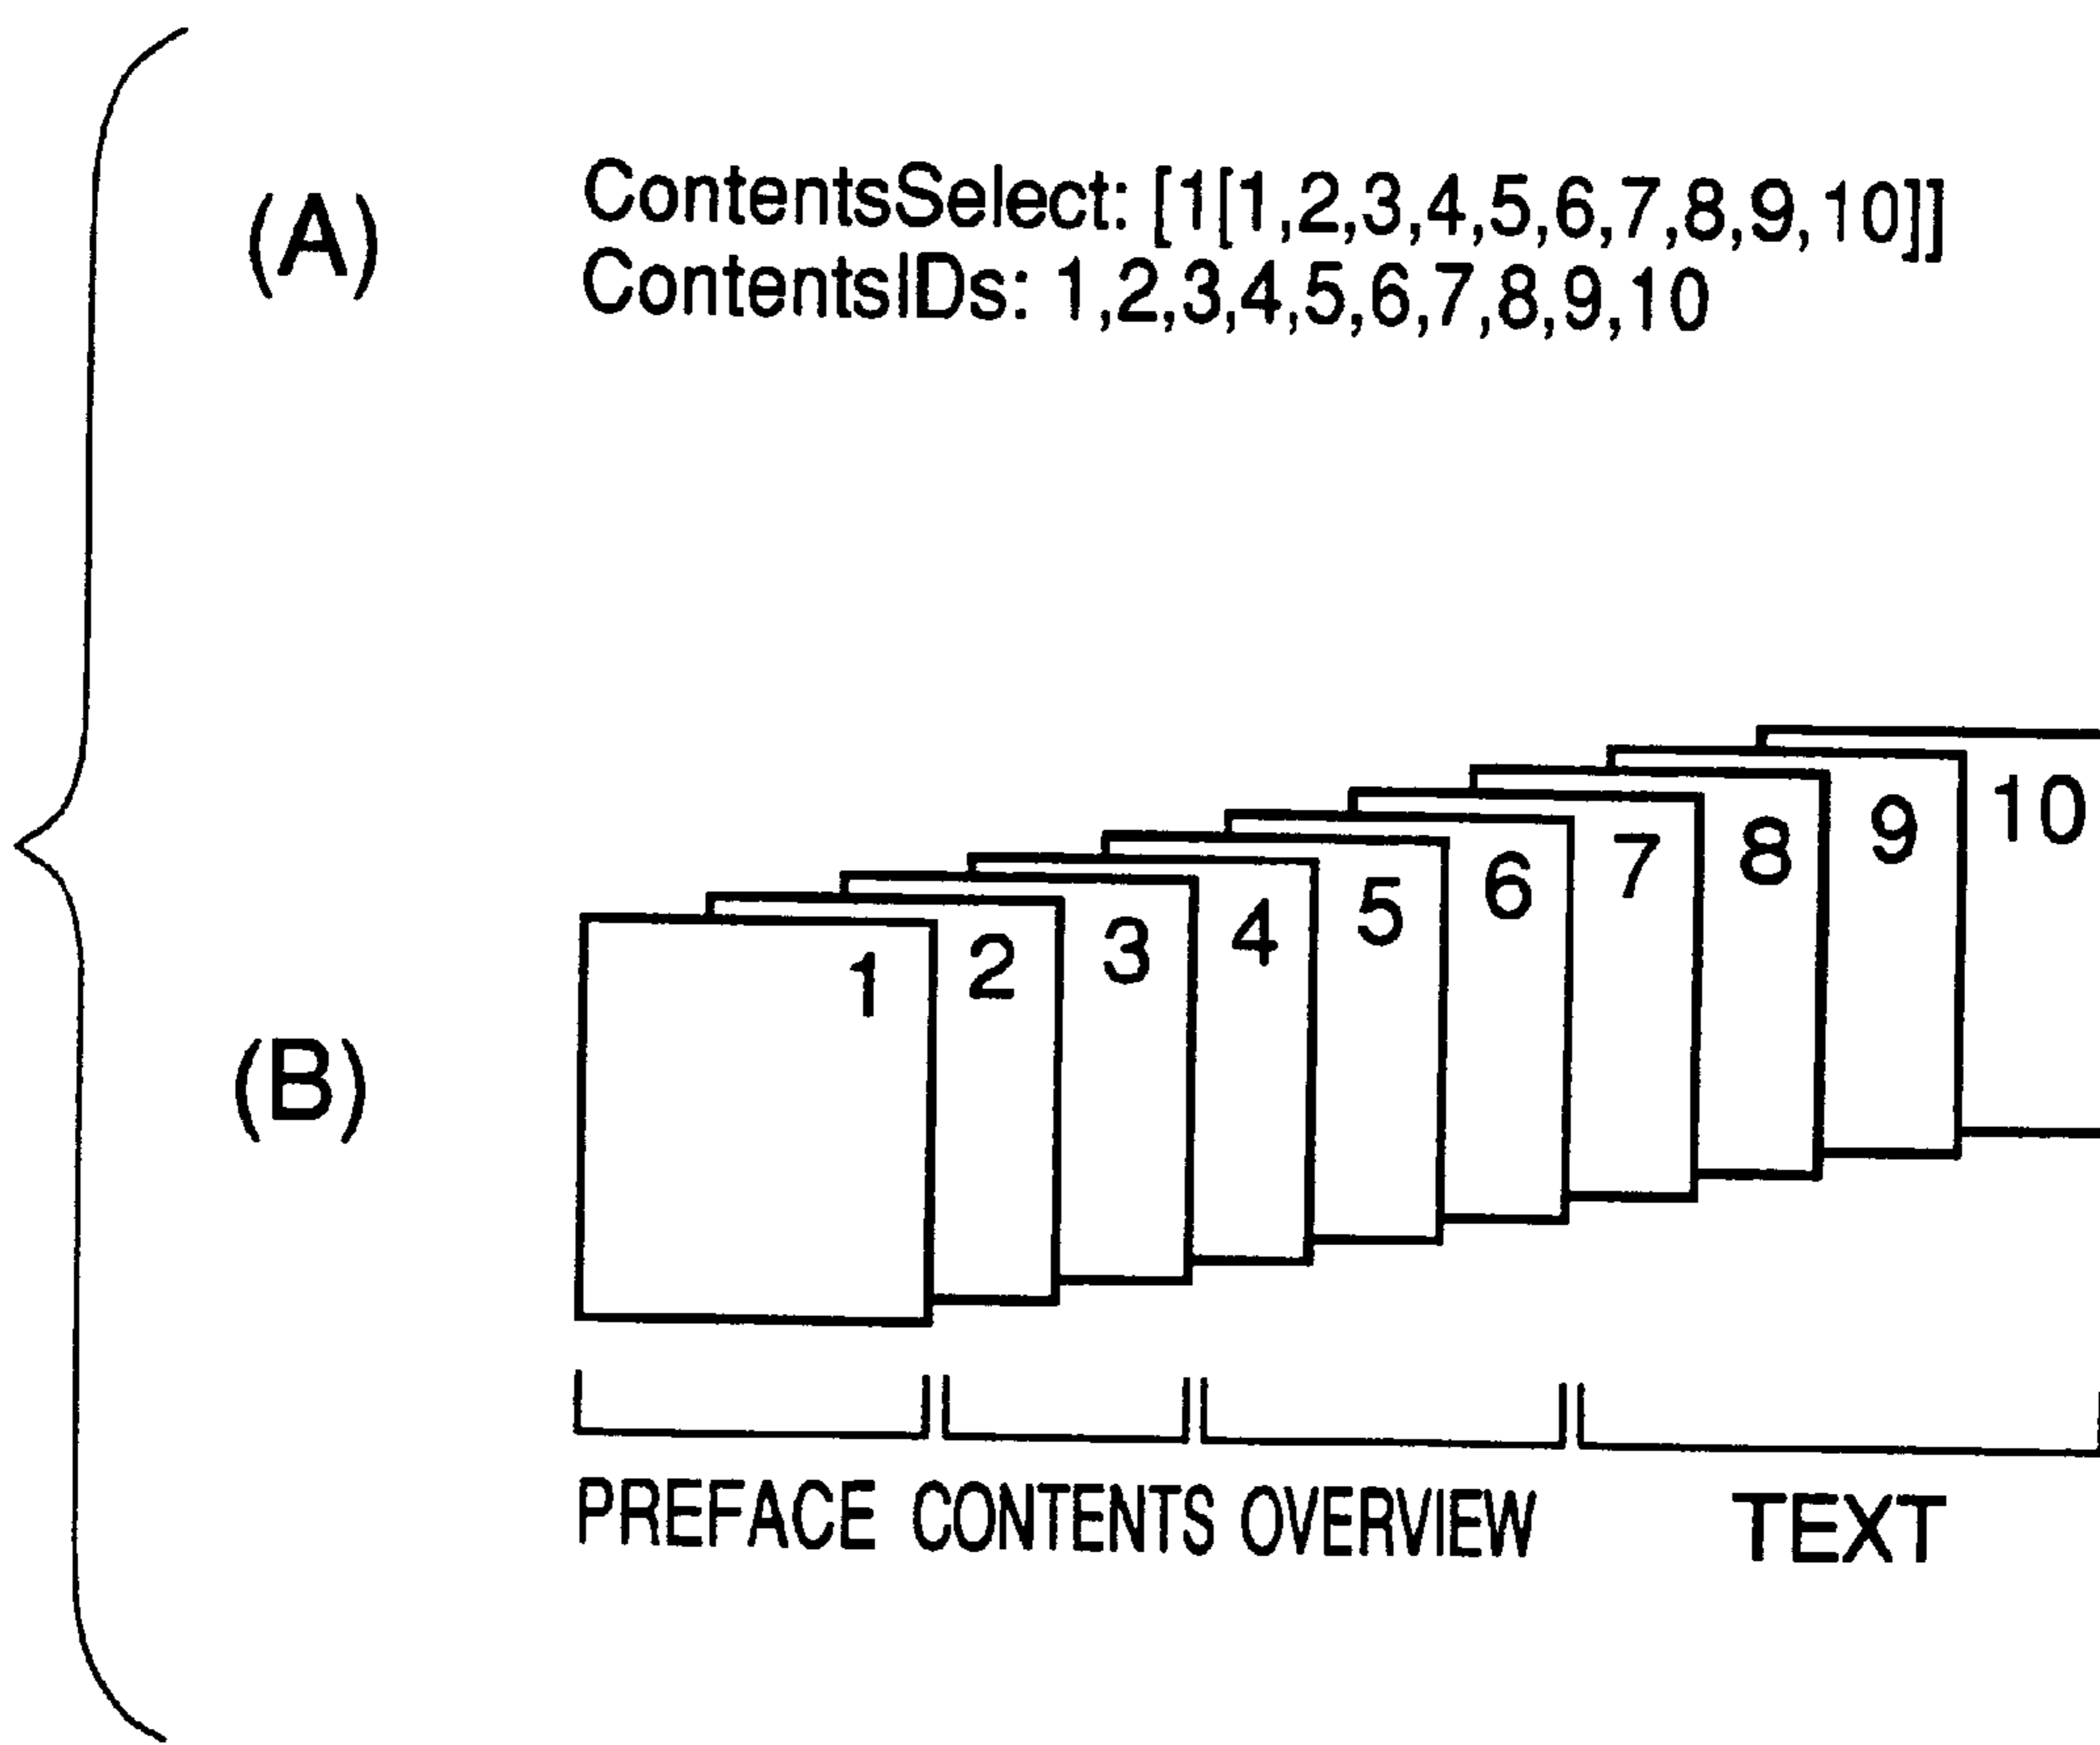 (A)
ContentsSelect: [1[1,2,3,4,5,6,7,8,9,10]]
ContentsIDs: 1,2,3,4,5,6,7,8,9,10
(B)
1 2 3 4 5 6 7 8 9 10
PREFACE CONTENTS OVERVIEW TEXT